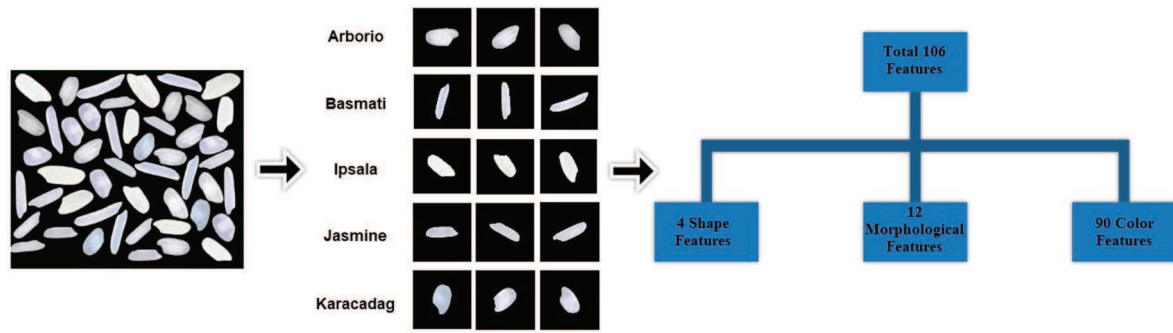 Arborio
Basmati
Ipsala
Jasmine
Karacadag
Total 106
Features
4 Shape
Features
12
Morphological
Features
90 Color
Features